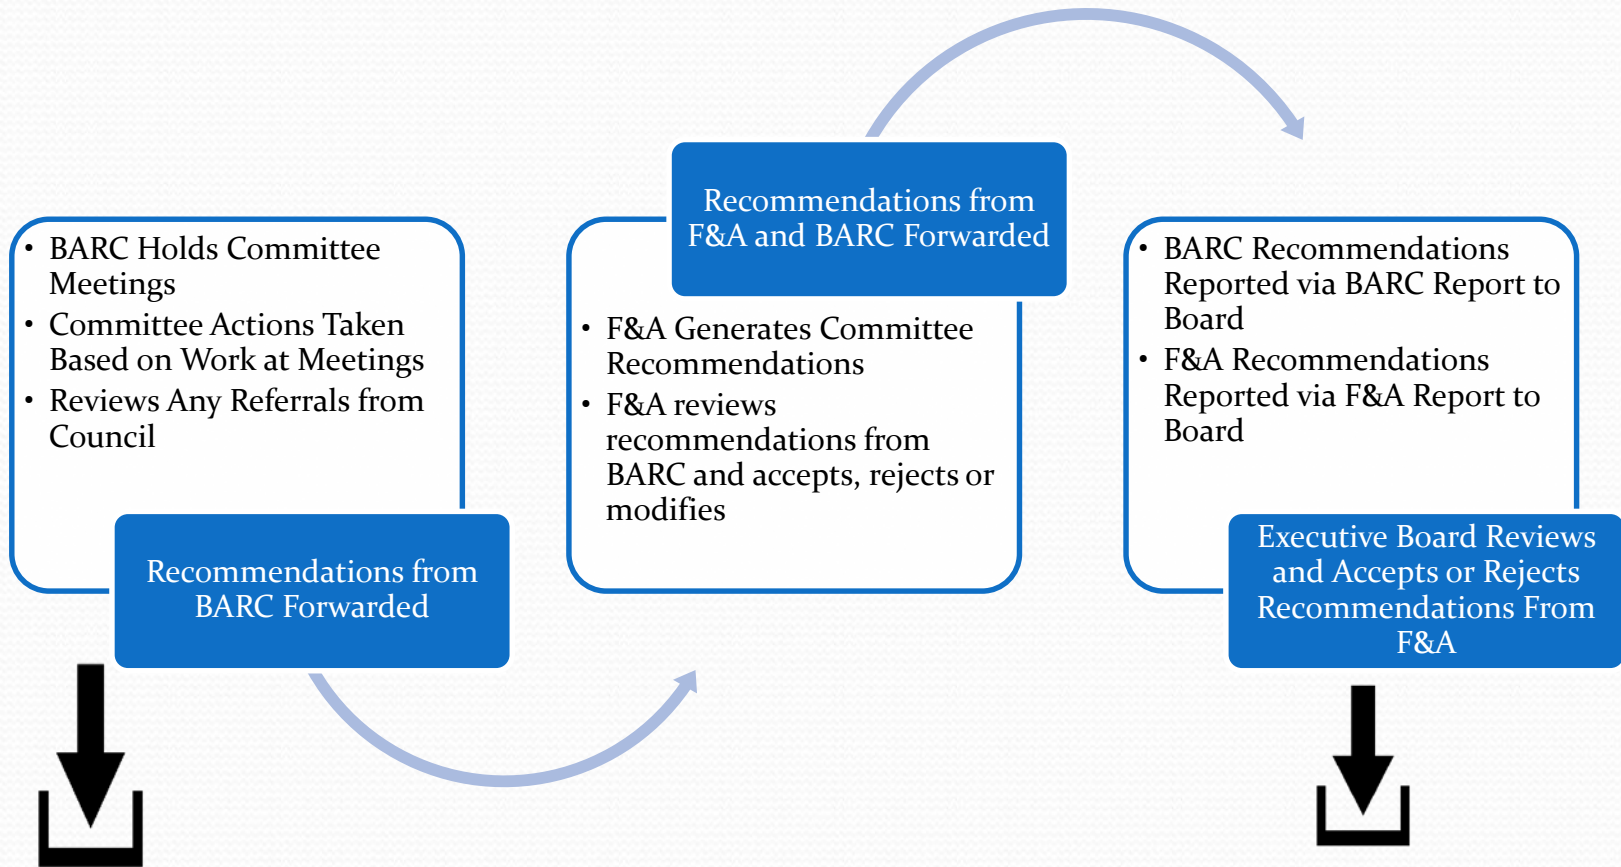 • BARC Holds Committee
Meetings
• Committee Actions Taken
Based on Work at Meetings
• Reviews Any Referrals from
Council
Recommendations from
BARC Forwarded
Recommendations from
F&A and BARC Forwarded
• F&A Generates Committee
Recommendations
• F&A reviews
recommendations from
BARC and accepts, rejects or
modifies
• BARC Recommendations
Reported via BARC Report to
Board
• F&A Recommendations
Reported via F&A Report to
Board
Executive Board Reviews
and Accepts or Rejects
Recommendations From
F&A